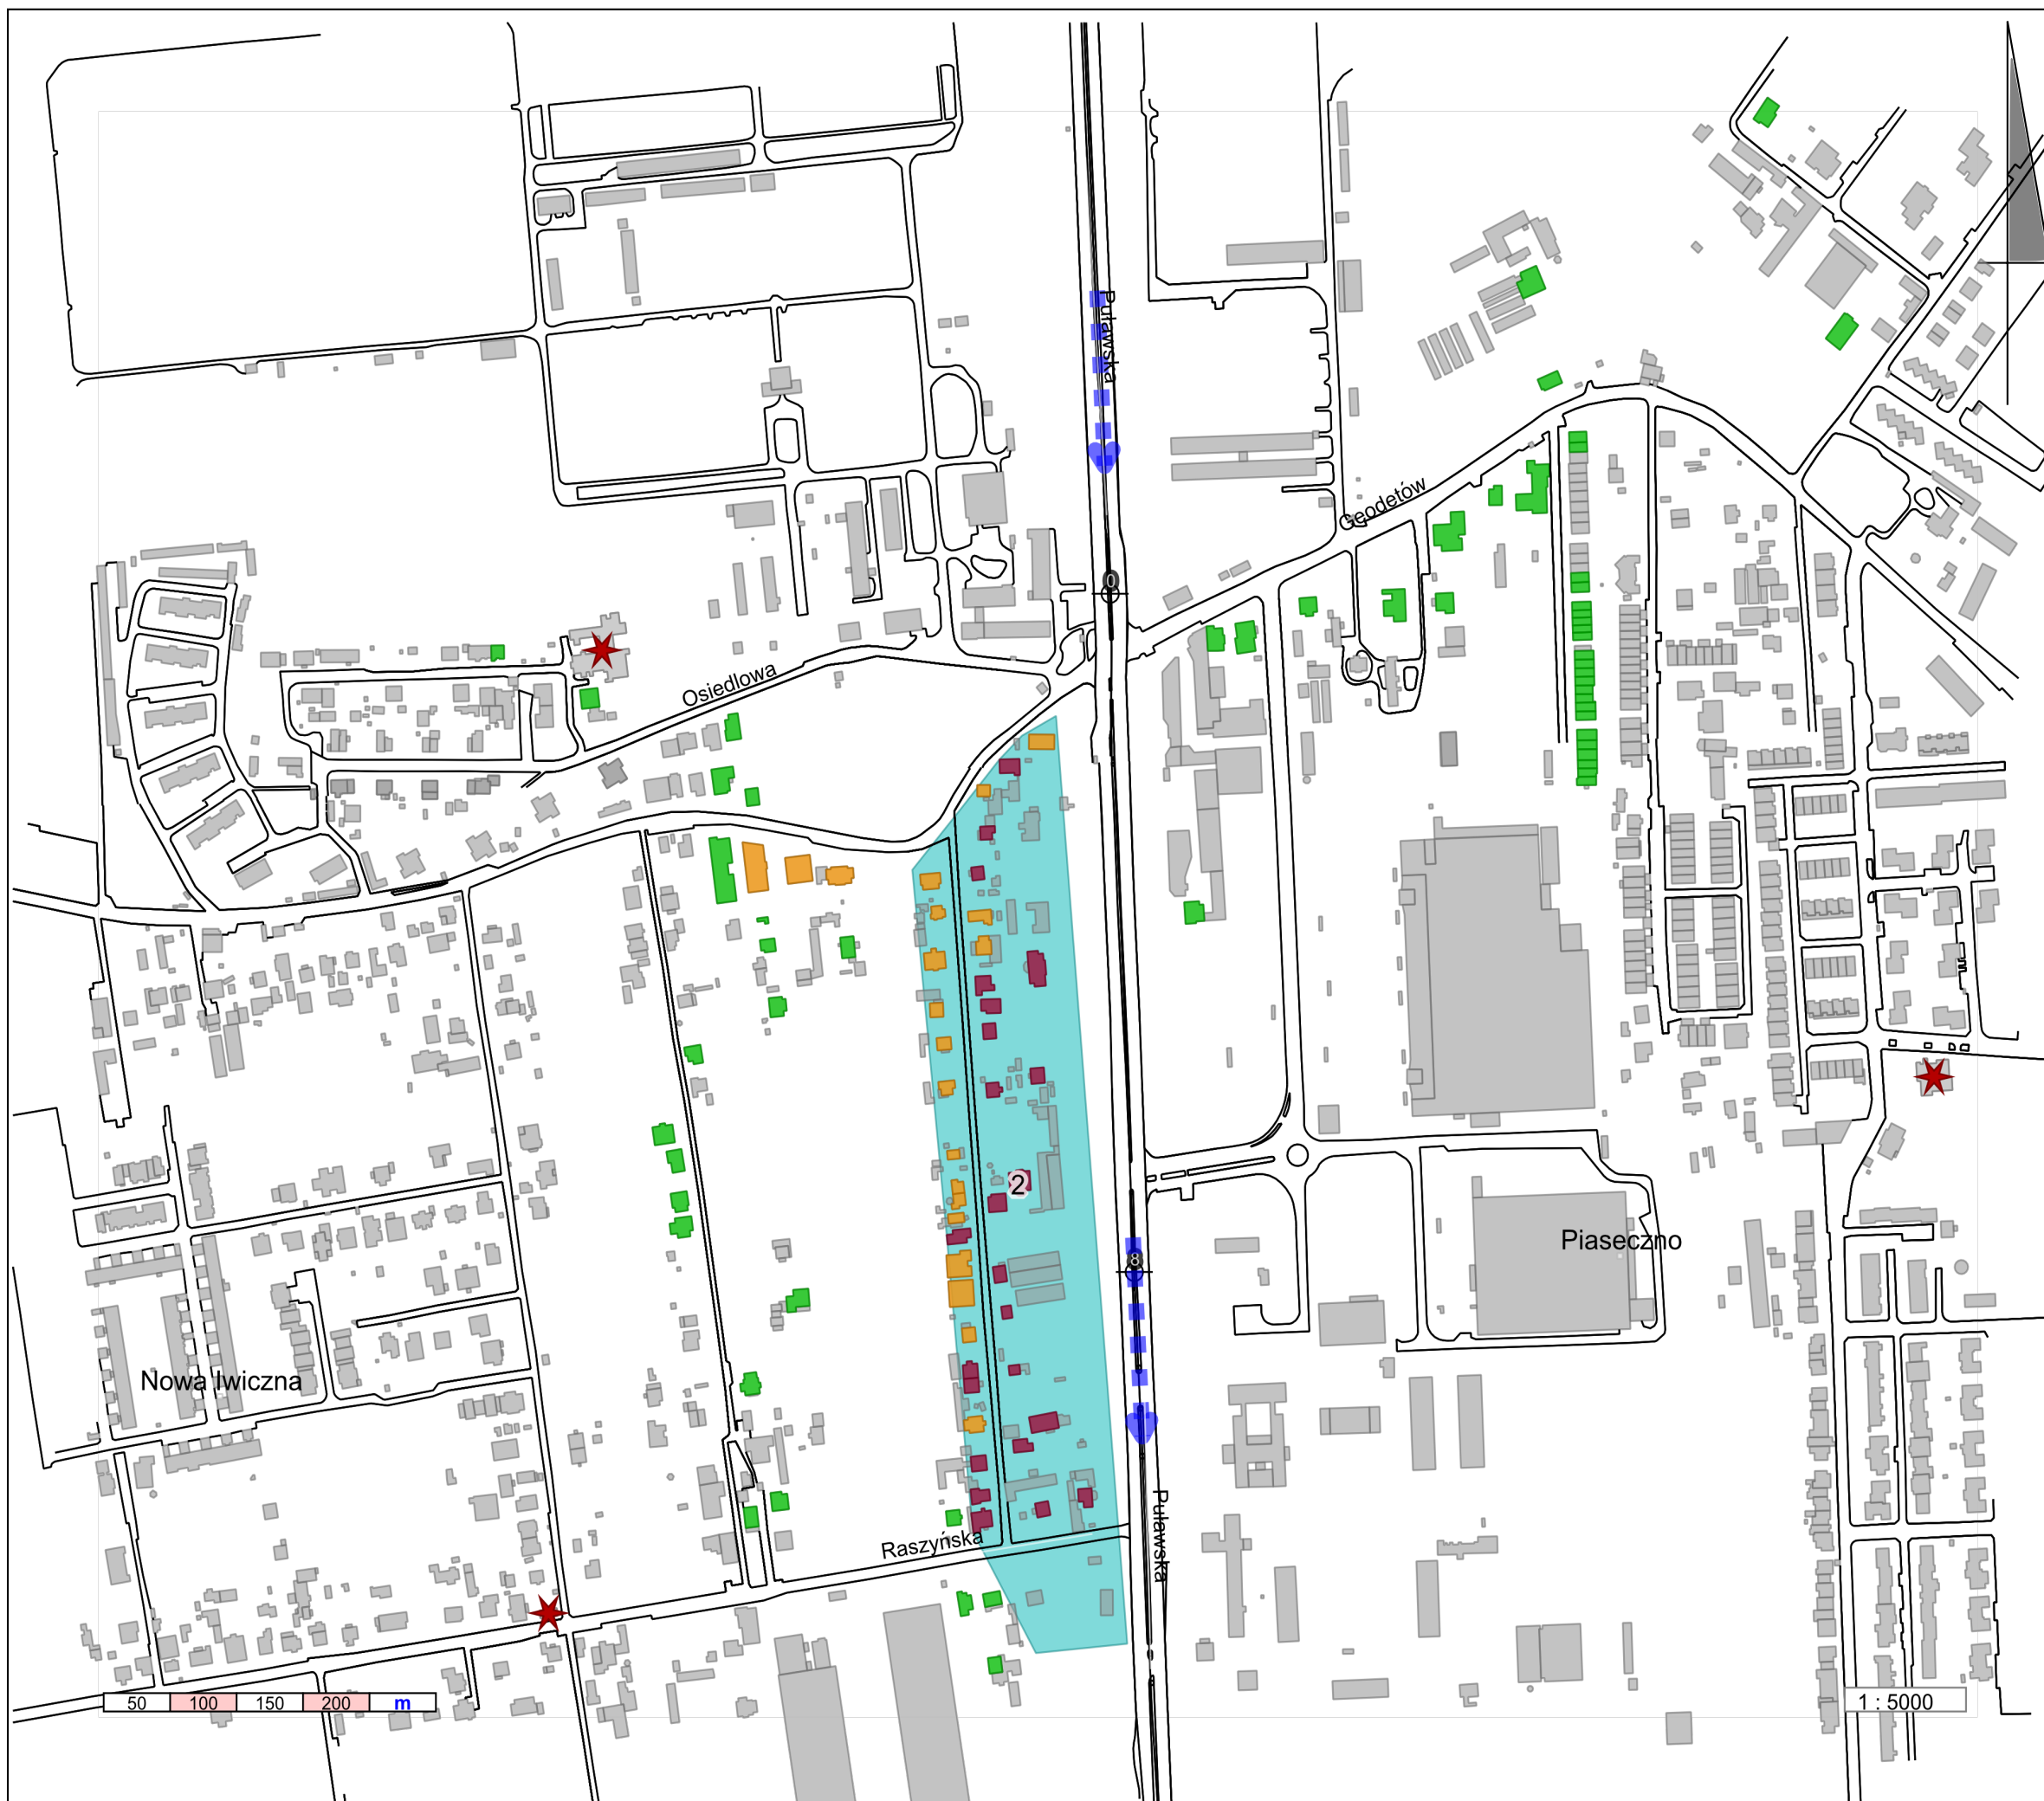 Puławska
Geodetów
0
Osiedlowa
2
Piaseczno
8
Nowa Iwiczna
Puławska
Raszyńska
50 100 150 200 m
1 : 5000